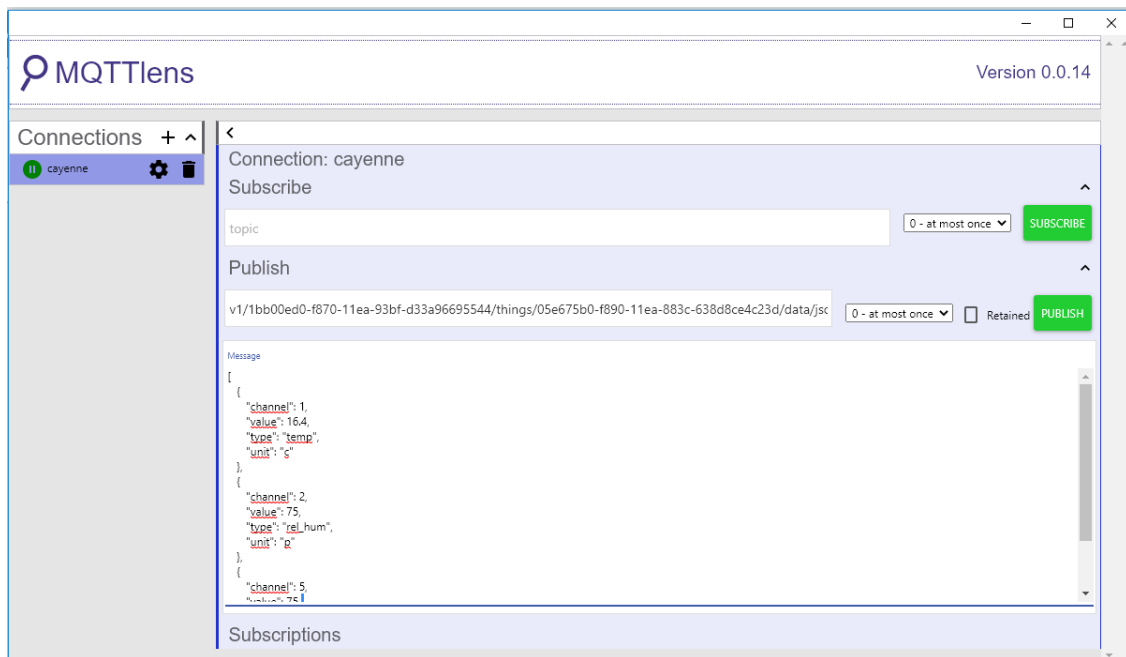 MQTTlens
Version 0.0.14
Connections
cayenne
Connection: cayenne
Subscribe
topic
0 - at most once
SUBSCRIBE
Publish
v1/1bb00ed0-f870-11ea-93bf-d33a96695544/things/05e675b0-f890-11ea-883c-638d8ce4c23d/data/jsc
0 - at most once
Retained
PUBLISH
Message
[
{
"channel": 1,
"value": 16.4,
"type": "temp",
"unit": "c"
},
{
"channel": 2,
"value": 75,
"type": "rel_hum",
"unit": "p"
},
{
"channel": 5,
"value": 75
Subscriptions